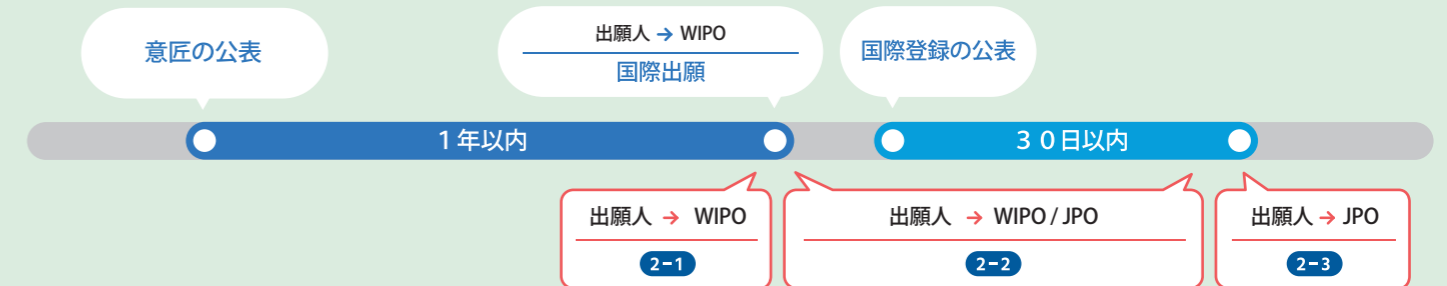 意匠の公表
出願人 → WIPO
国際出願
国際登録の公表
1年以内
３０日以内
出願人 → WIPO
2-1
出願人 → WIPO / JPO
2-2
出願人 → JPO
2-3